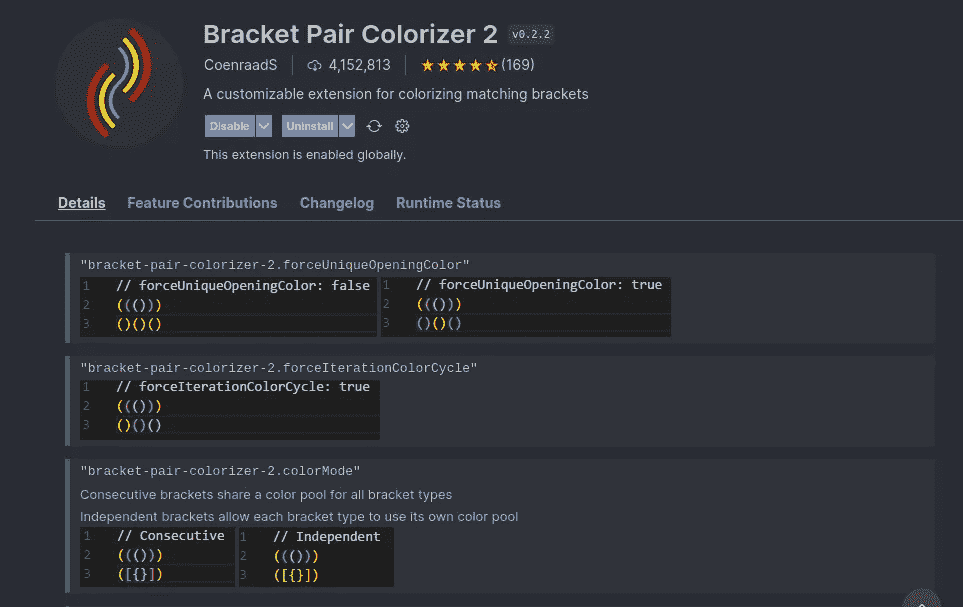 Bracket Pair Colorizer 2 v0.2.2
CoenraadS 4,152,813 (169)
A customizable extension for colorizing matching brackets
Disable Uninstall
This extension is enabled globally.
Details Feature Contributions Changelog Runtime Status
"bracket-pair-colorizer-2.forceUniqueOpeningColor"
1 // forceUniqueOpeningColor: false 1 // forceUniqueOpeningColor: true
2 ((())) 2 ((()))
3 ()()() 3 ()()()
"bracket-pair-colorizer-2.forceIterationColorCycle"
1 // forceIterationColorCycle: true
2 ((()))
3 ()()()
"bracket-pair-colorizer-2.colorMode"
Consecutive brackets share a color pool for all bracket types
Independent brackets allow each bracket type to use its own color pool
1 // Consecutive 1 // Independent
2 ((())) 2 ((()))
3 ([{}]) 3 ([{}])